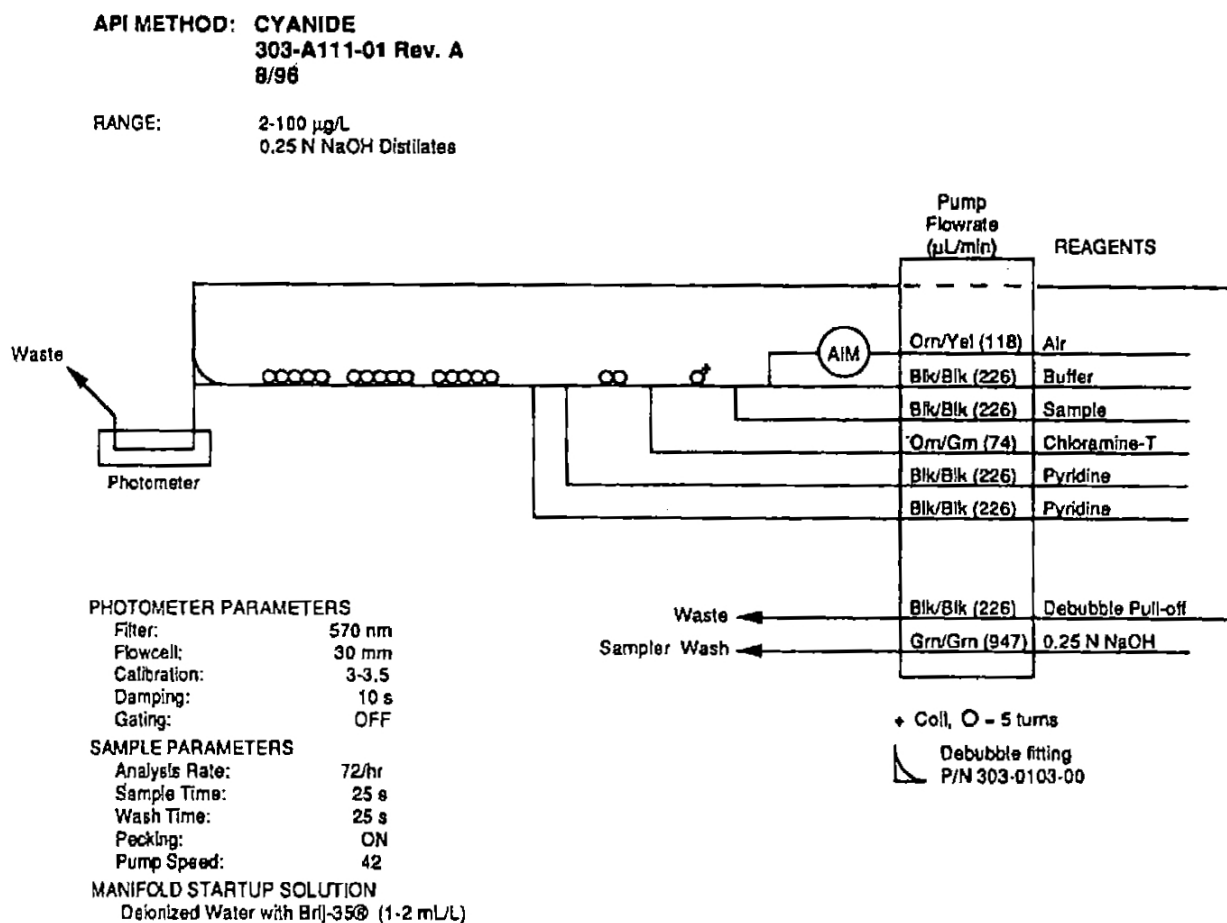 API METHOD: CYANIDE
303-A111-01 Rev. A
8/96
RANGE: 2-100 µg/L
0.25 N NaOH Distilates
Pump
Flowrate
(µL/min)
REAGENTS
Waste
AIM
Orn/Yel (118) Air
Blk/Blk (226) Buffer
Blk/Blk (226) Sample
Orn/Grn (74) Chloramine-T
Blk/Blk (226) Pyridine
Blk/Blk (226) Pyridine
Photometer
Waste Blk/Blk (226) Debubble Pull-off
Sampler Wash Grn/Grn (947) 0.25 N NaOH
+ Coil, O = 5 turns
Debubble fitting
P/N 303-0103-00
PHOTOMETER PARAMETERS
Filter: 570 nm
Flowcell: 30 mm
Calibration: 3-3.5
Damping: 10 s
Gating: OFF
SAMPLE PARAMETERS
Analysis Rate: 72/hr
Sample Time: 25 s
Wash Time: 25 s
Pecking: ON
Pump Speed: 42
MANIFOLD STARTUP SOLUTION
Deionized Water with Brij-35® (1-2 mL/L)